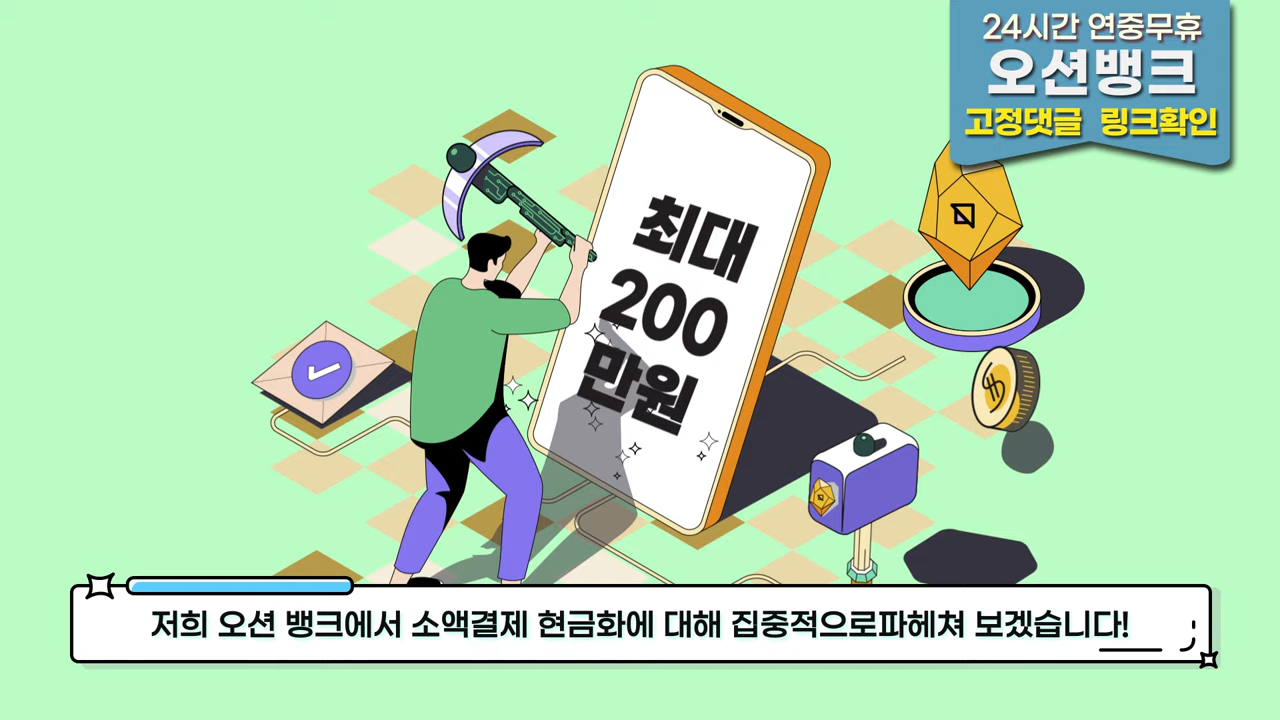 24시간 연중무휴
오션뱅크
고정댓글 링크확인
최대
200
만원
저희 오션 뱅크에서 소액결제 현금화에 대해 집중적으로파헤쳐 보겠습니다!